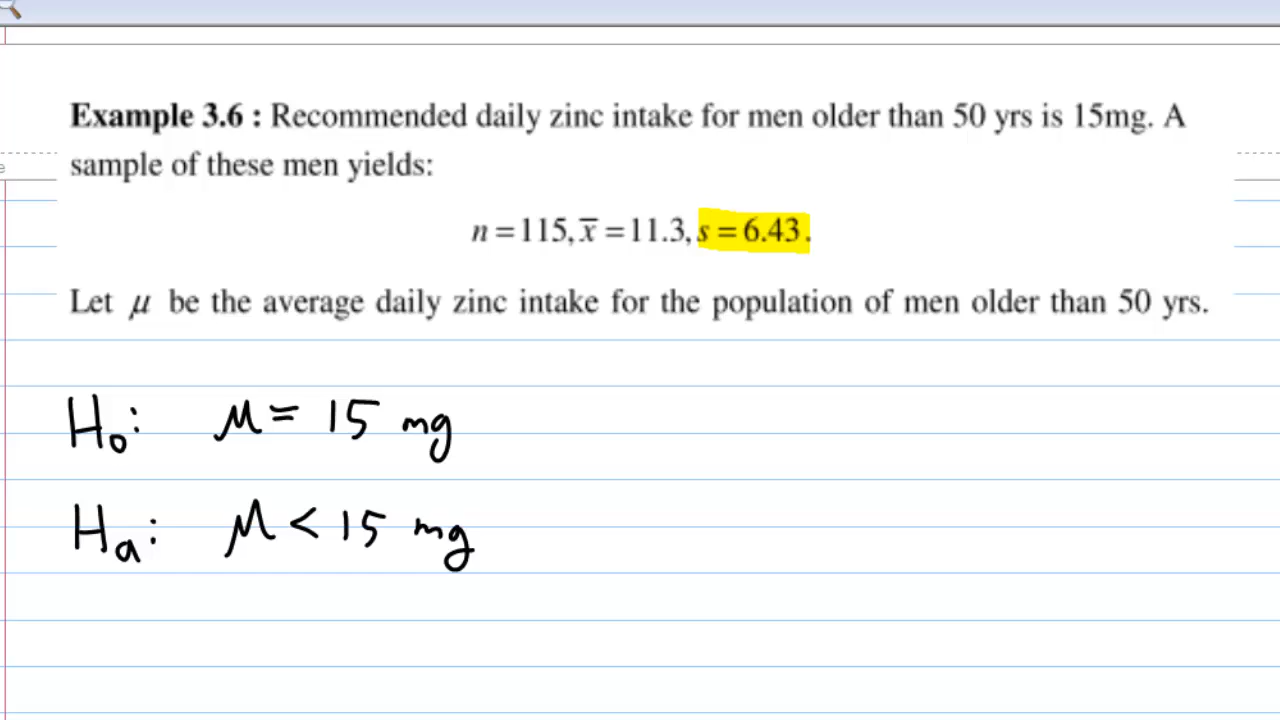 Example 3.6 : Recommended daily zinc intake for men older than 50 yrs is 15mg. A
sample of these men yields:
n = 115, x̅ = 11.3, s = 6.43.
Let μ be the average daily zinc intake for the population of men older than 50 yrs.
H₀: μ = 15 mg
Hₐ: μ < 15 mg